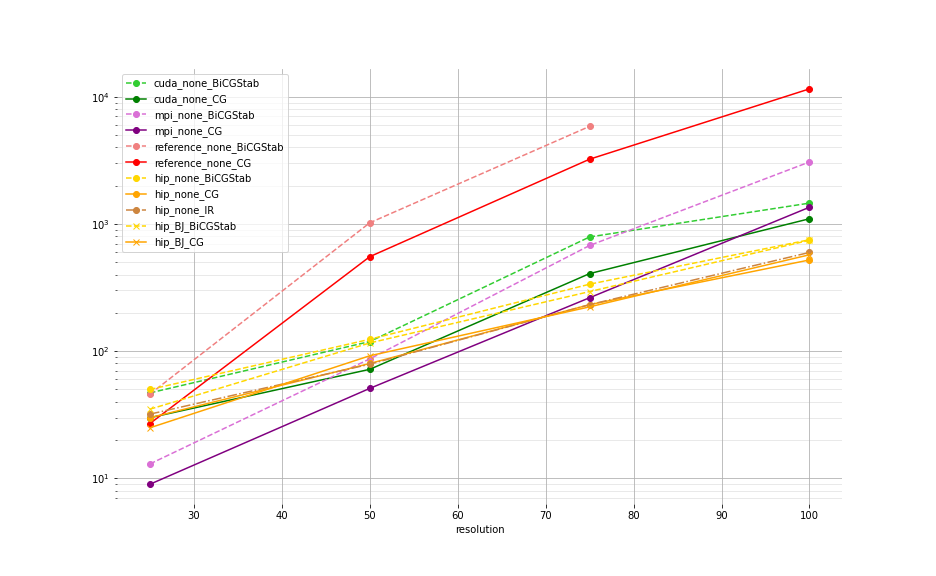 10⁴
10³
10²
10¹
cuda_none_BiCGStab
cuda_none_CG
mpi_none_BiCGStab
mpi_none_CG
reference_none_BiCGStab
reference_none_CG
hip_none_BiCGStab
hip_none_CG
hip_none_IR
hip_BJ_BiCGStab
hip_BJ_CG
30 40 50 60 70 80 90 100
resolution